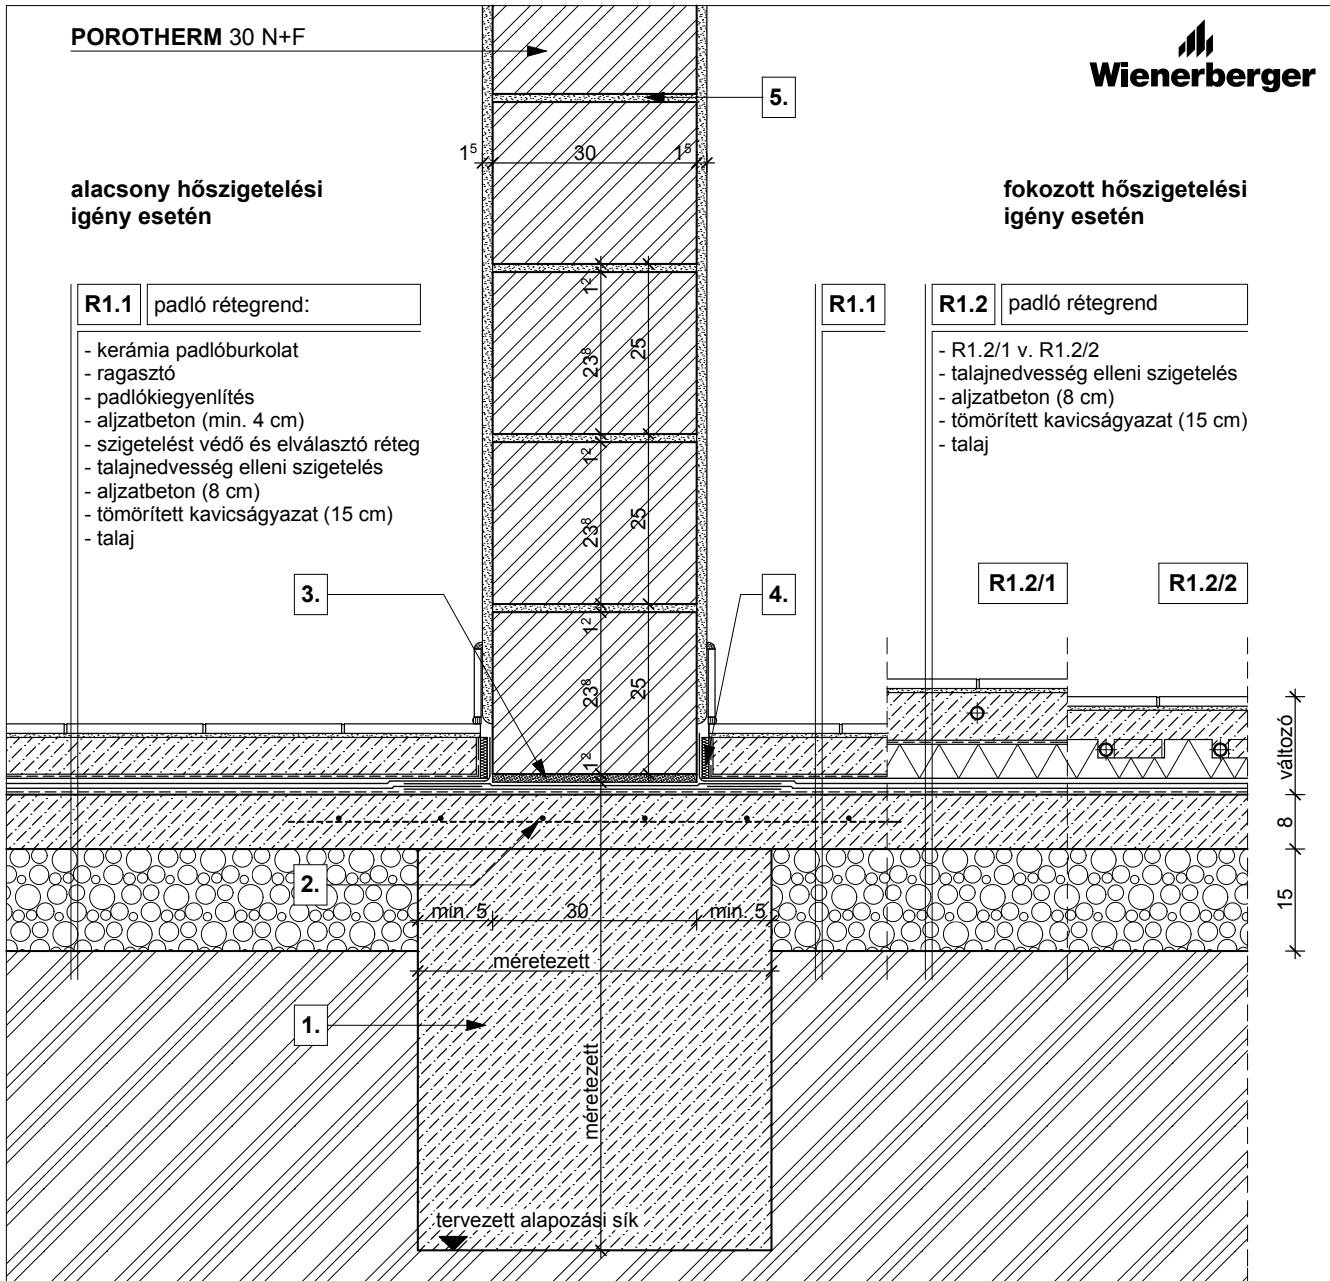 POROTHERM 30 N+F
Wienerberger
5.
1⁵ 30 1⁵
alacsony hőszigetelési
igény esetén
fokozott hőszigetelési
igény esetén
R1.1 padló rétegrend:
- kerámia padlóburkolat
- ragasztó
- padlókiegyenlítés
- aljzatbeton (min. 4 cm)
- szigetelést védő és elválasztó réteg
- talajnedvesség elleni szigetelés
- aljzatbeton (8 cm)
- tömörített kavicságyazat (15 cm)
- talaj
R1.1
R1.2 padló rétegrend
- R1.2/1 v. R1.2/2
- talajnedvesség elleni szigetelés
- aljzatbeton (8 cm)
- tömörített kavicságyazat (15 cm)
- talaj
1²
23⁸
25
1²
23⁸
25
1²
23⁸
25
1²
3.
4.
R1.2/1
R1.2/2
változó
8
15
2.
min. 5 30 min. 5
méretezett
1.
méretezett
tervezett alapozási sík